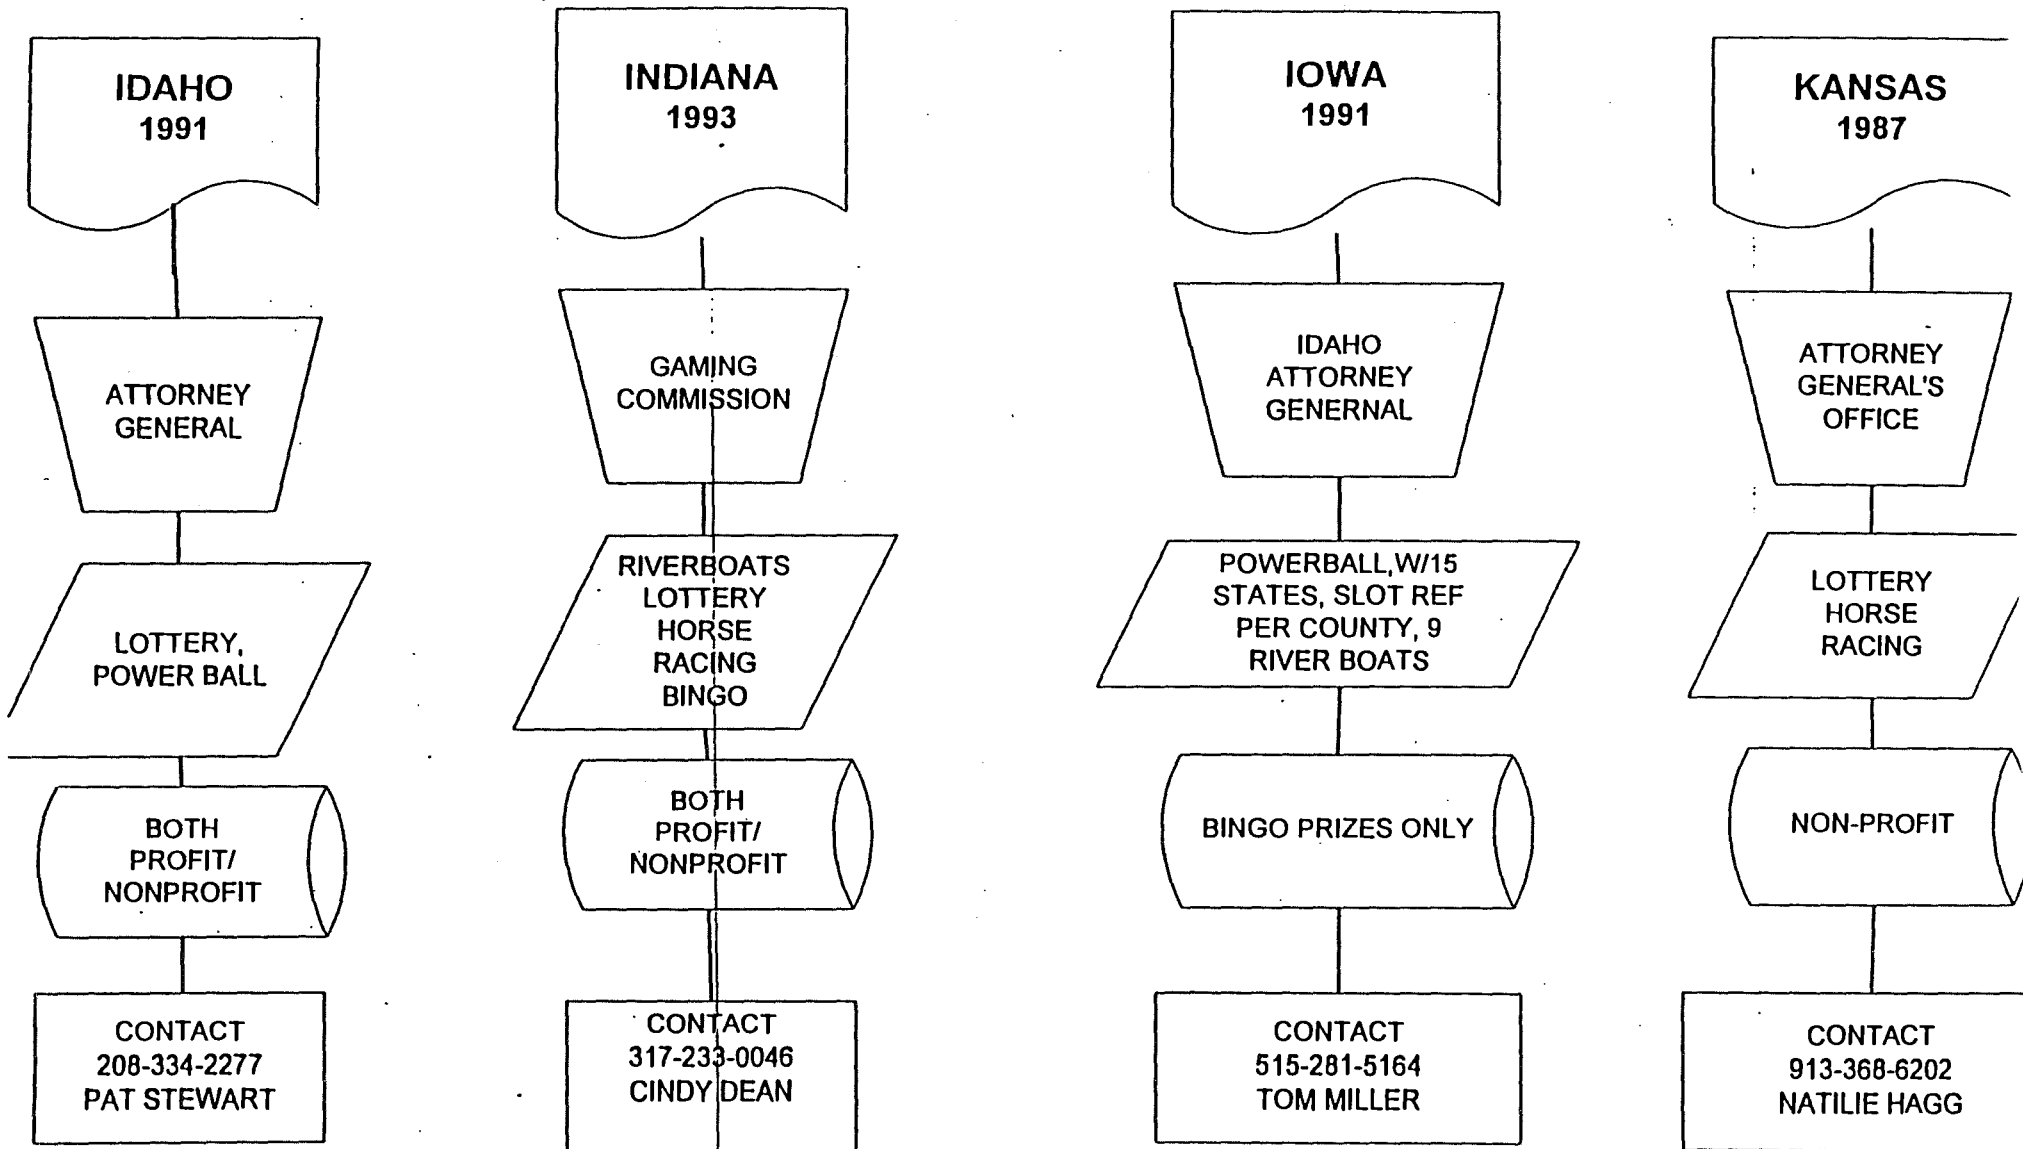 IDAHO
1991
ATTORNEY
GENERAL
LOTTERY,
POWER BALL
BOTH
PROFIT/
NONPROFIT
CONTACT
208-334-2277
PAT STEWART
INDIANA
1993
GAMING
COMMISSION
RIVERBOATS
LOTTERY
HORSE
RACING
BINGO
BOTH
PROFIT/
NONPROFIT
CONTACT
317-233-0046
CINDY DEAN
IOWA
1991
IDAHO
ATTORNEY
GENERNAL
POWERBALL,W/15
STATES, SLOT REF
PER COUNTY, 9
RIVER BOATS
BINGO PRIZES ONLY
CONTACT
515-281-5164
TOM MILLER
KANSAS
1987
ATTORNEY
GENERAL'S
OFFICE
LOTTERY
HORSE
RACING
NON-PROFIT
CONTACT
913-368-6202
NATILIE HAGG